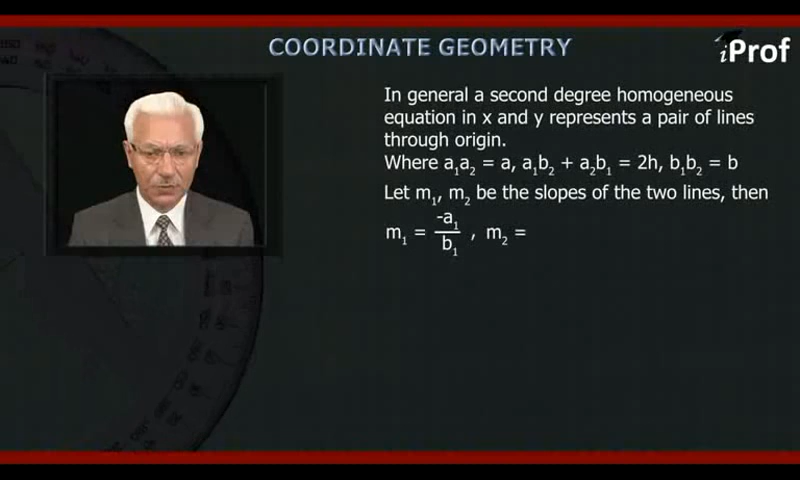 COORDINATE GEOMETRY
iProf
In general a second degree homogeneous
equation in x and y represents a pair of lines
through origin.
Where a₁a₂ = a, a₁b₂ + a₂b₁ = 2h, b₁b₂ = b
Let m₁, m₂ be the slopes of the two lines, then
m₁ = -a₁/b₁ , m₂ =